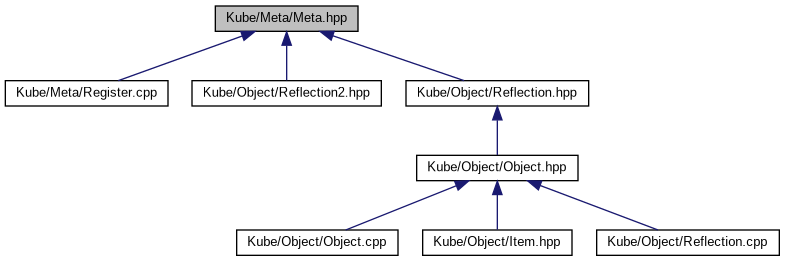 Kube/Meta/Meta.hpp
Kube/Meta/Register.cpp
Kube/Object/Reflection2.hpp
Kube/Object/Reflection.hpp
Kube/Object/Object.hpp
Kube/Object/Object.cpp
Kube/Object/Item.hpp
Kube/Object/Reflection.cpp